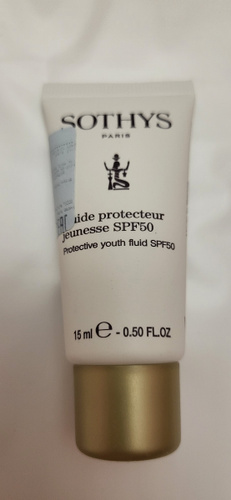 SOTHYS
PARIS
uide protecteur
jeunesse SPF50
Protective youth fluid SPF50
15 ml e - 0.50 FL.OZ